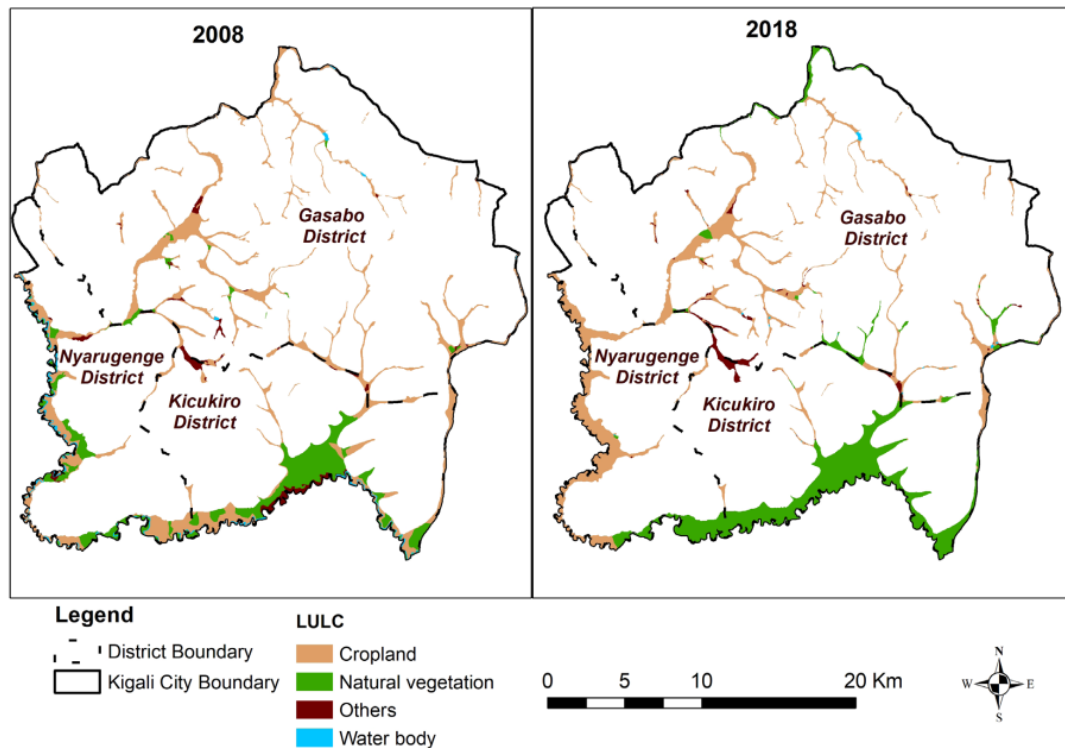 2008
2018
Gasabo
District
Gasabo
District
Nyarugenge
District
Nyarugenge
District
Kicukiro
District
Kicukiro
District
Legend
District Boundary
Kigali City Boundary
LULC
Cropland
Natural vegetation
Others
Water body
0 5 10 20 Km
N
W E
S